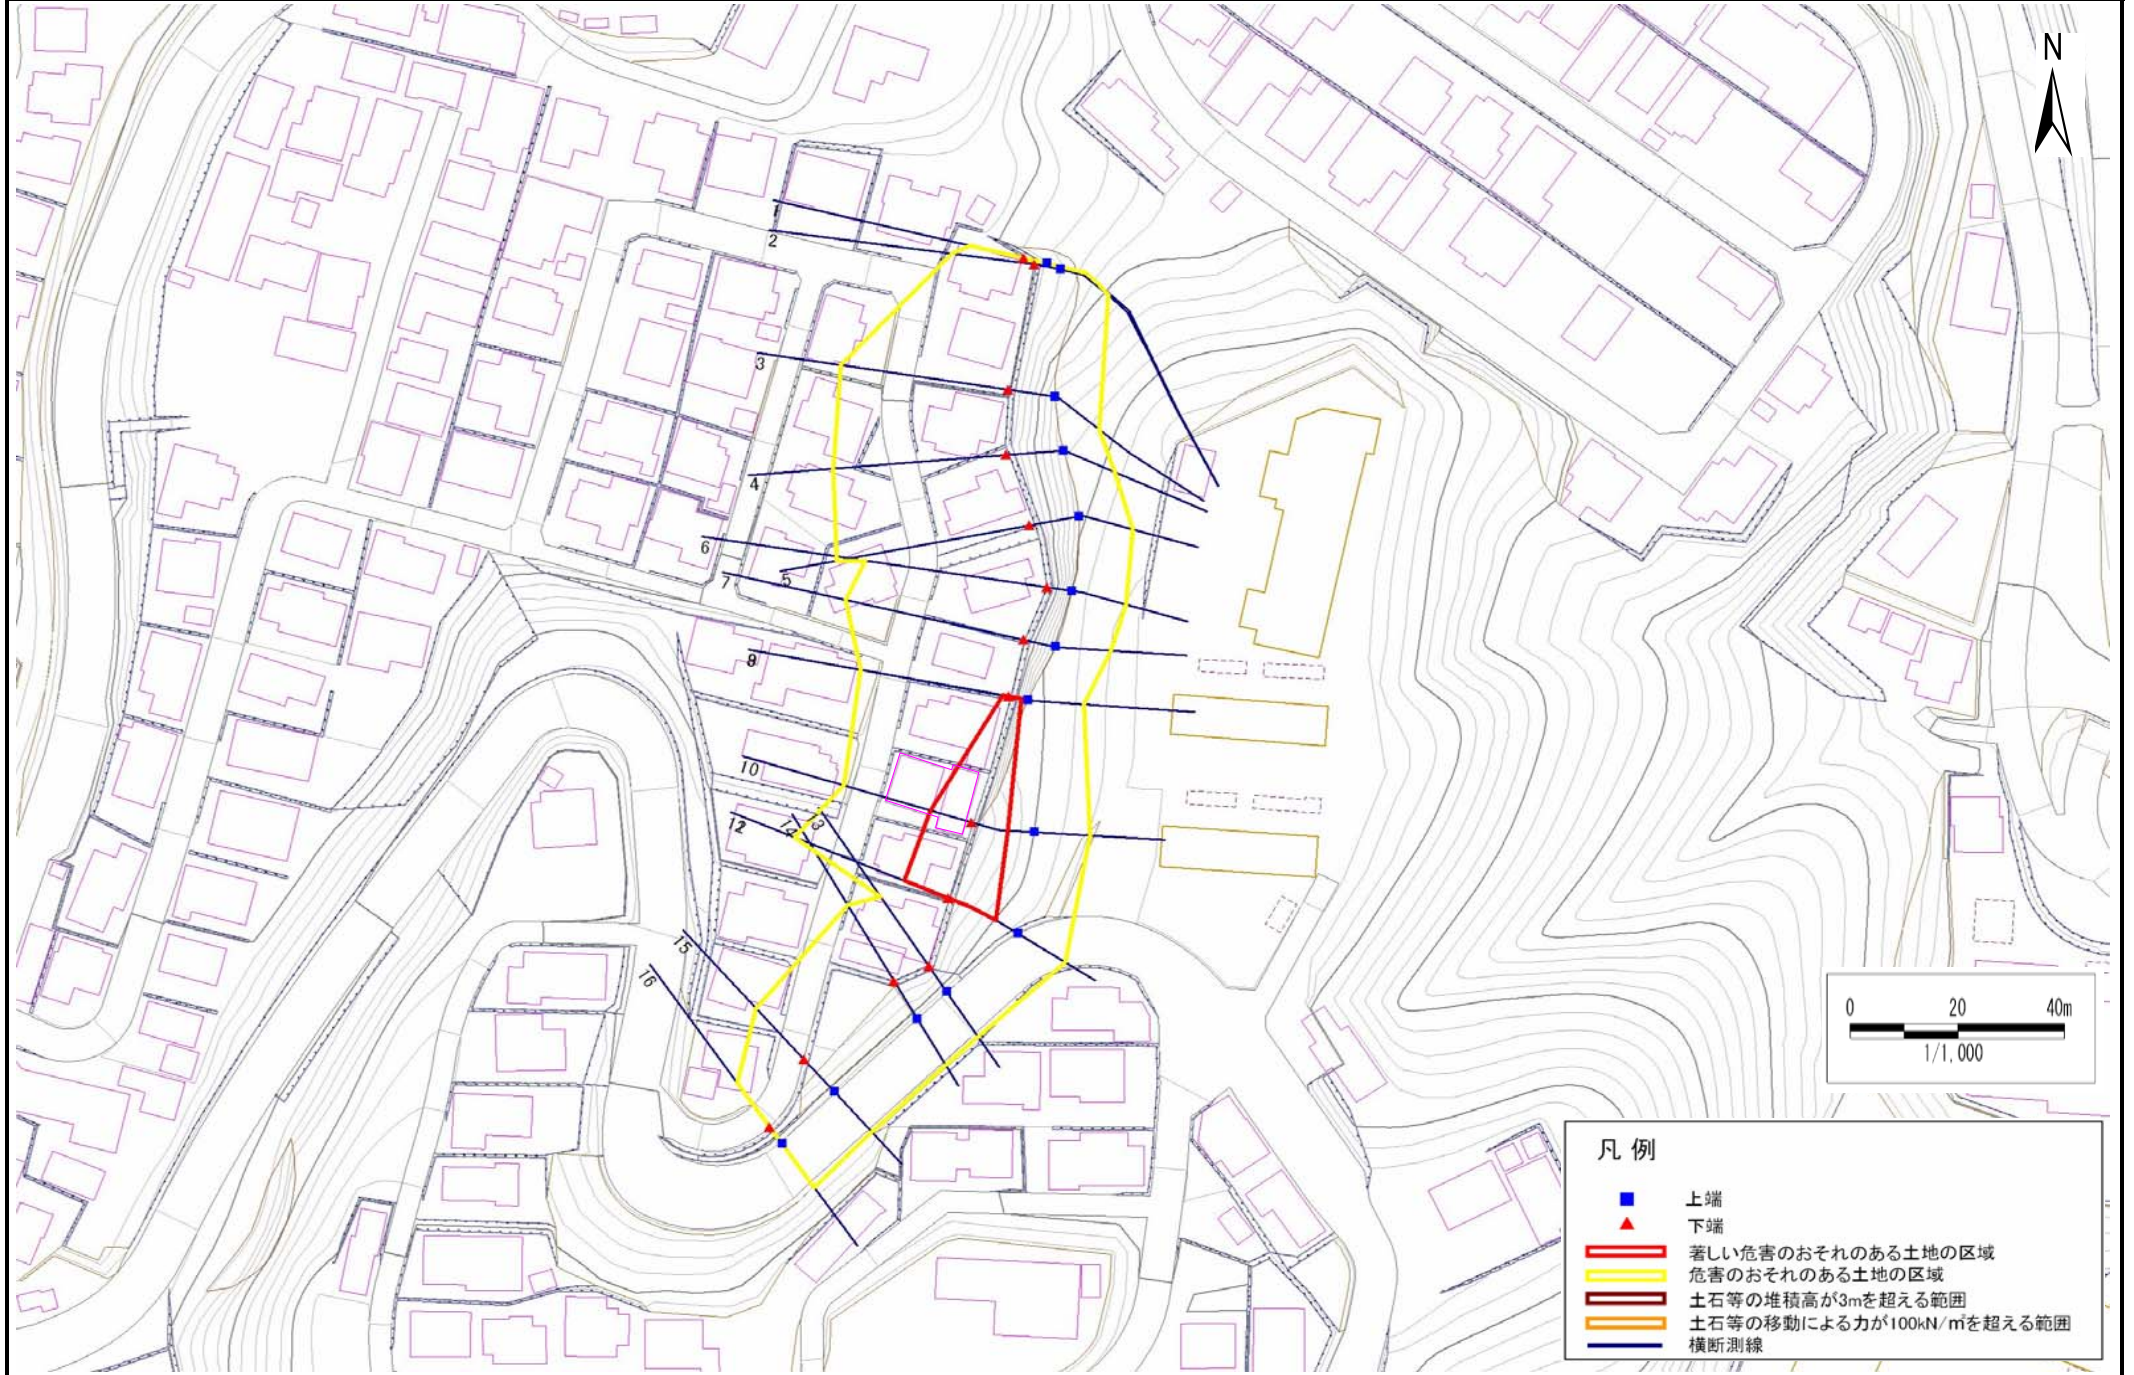 N
1
2
3
4
5
6
7
10
12
14
13
15
16
0 20 40m
1/1,000
凡例
上端
下端
著しい危害のおそれのある土地の区域
危害のおそれのある土地の区域
土石等の堆積高が3mを超える範囲
土石等の移動による力が100kN/㎡を超える範囲
横断測線